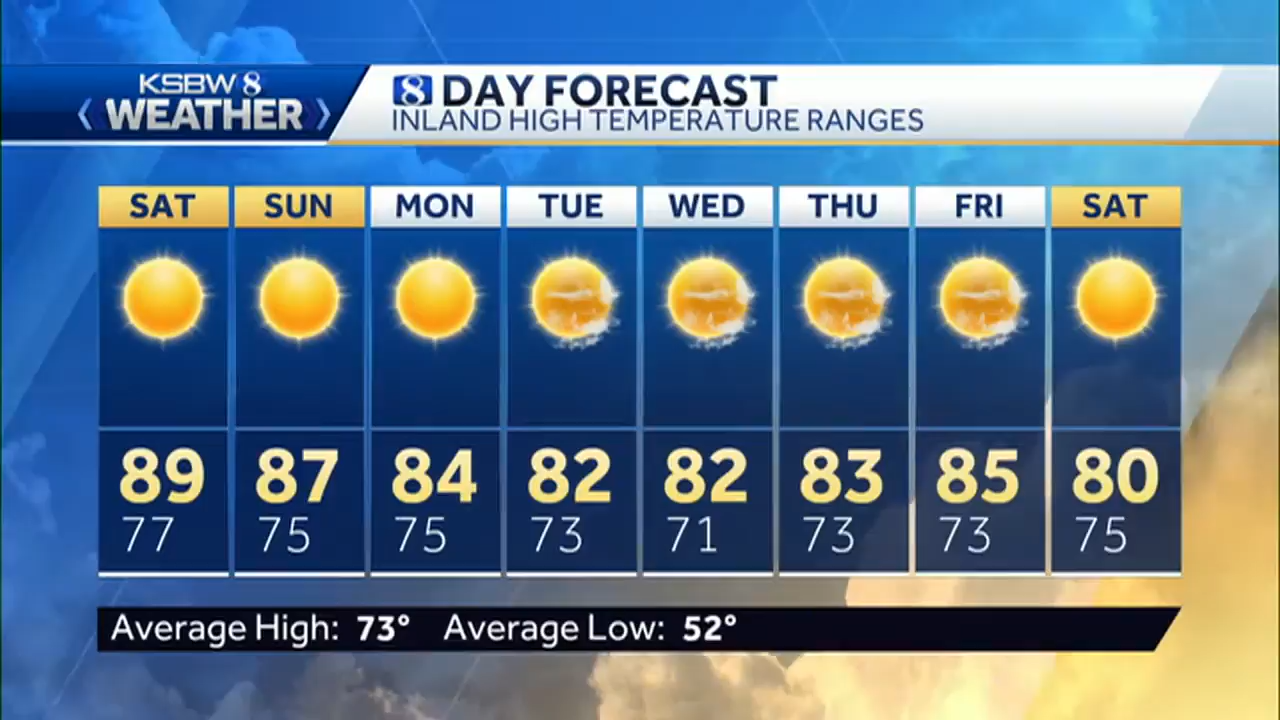 KSBW 8
WEATHER
8 DAY FORECAST
INLAND HIGH TEMPERATURE RANGES
SAT SUN MON TUE WED THU FRI SAT
89 87 84 82 82 83 85 80
77 75 75 73 71 73 73 75
Average High: 73° Average Low: 52°